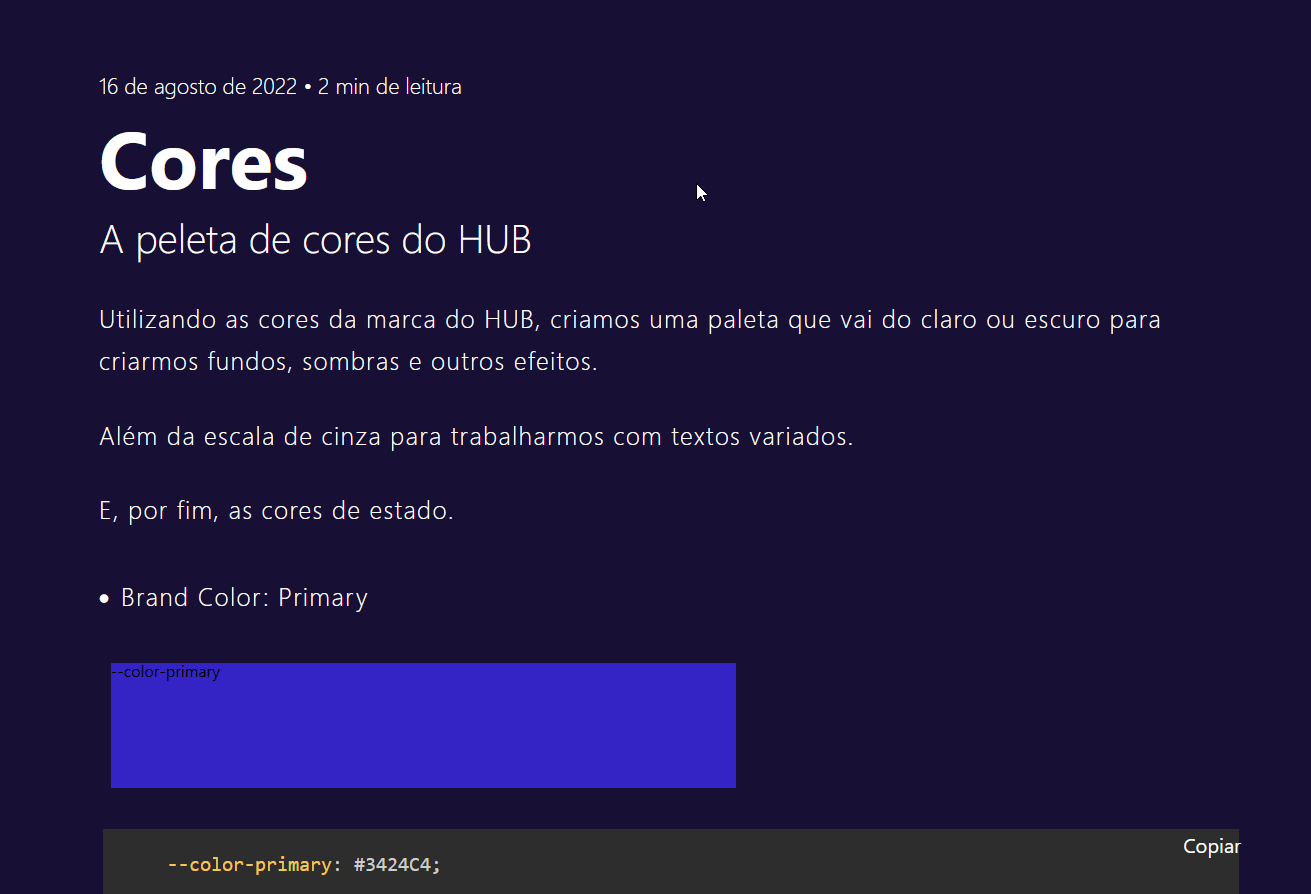 16 de agosto de 2022 • 2 min de leitura
Cores
A peleta de cores do HUB
Utilizando as cores da marca do HUB, criamos uma paleta que vai do claro ou escuro para
criarmos fundos, sombras e outros efeitos.
Além da escala de cinza para trabalharmos com textos variados.
E, por fim, as cores de estado.
• Brand Color: Primary
--color-primary
Copiar
--color-primary: #3424C4;